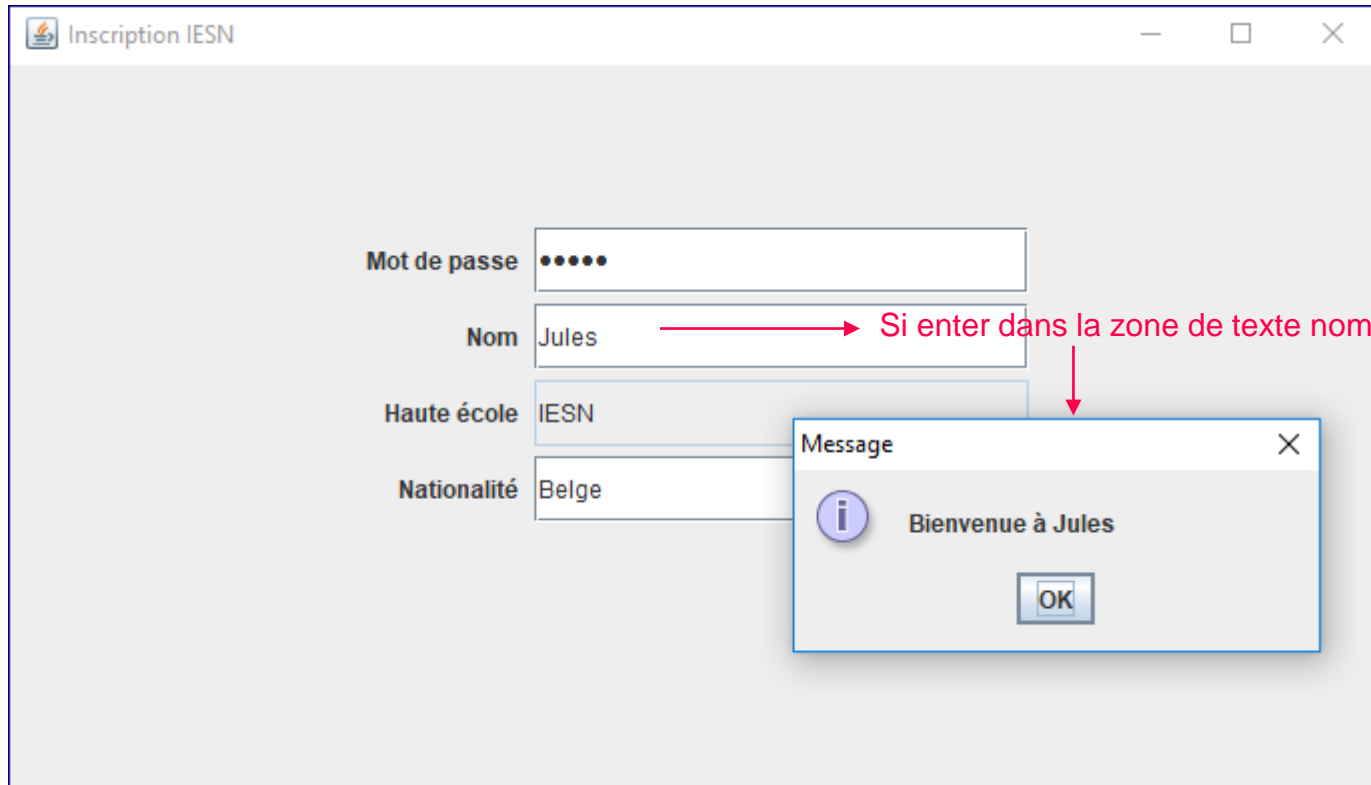 Inscription IESN
Mot de passe •••••
Nom Jules
Si enter dans la zone de texte nom
Haute école IESN
Message
Nationalité Belge
Bienvenue à Jules
OK